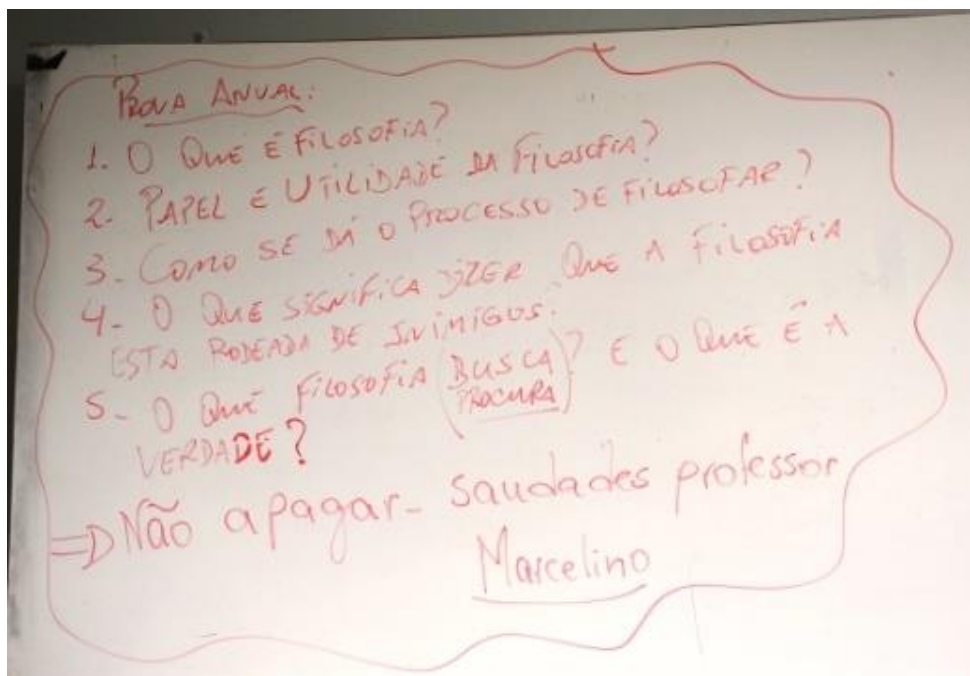 PROVA ANUAL:
1. O QUE É FILOSOFIA?
2. PAPEL E UTILIDADE DA FILOSOFIA?
3- COMO SE DÁ O PROCESSO DE FILOSOFAR?
4- O QUE SIGNIFICA DIZER QUE A FILOSOFIA
ESTA RODEADA DE INIMIGOS.
5- O QUE FILOSOFIA (BUSCA
PROCURA)? E O QUE É A
VERDADE?
=> Não apagar- saudades professor
Marcelino